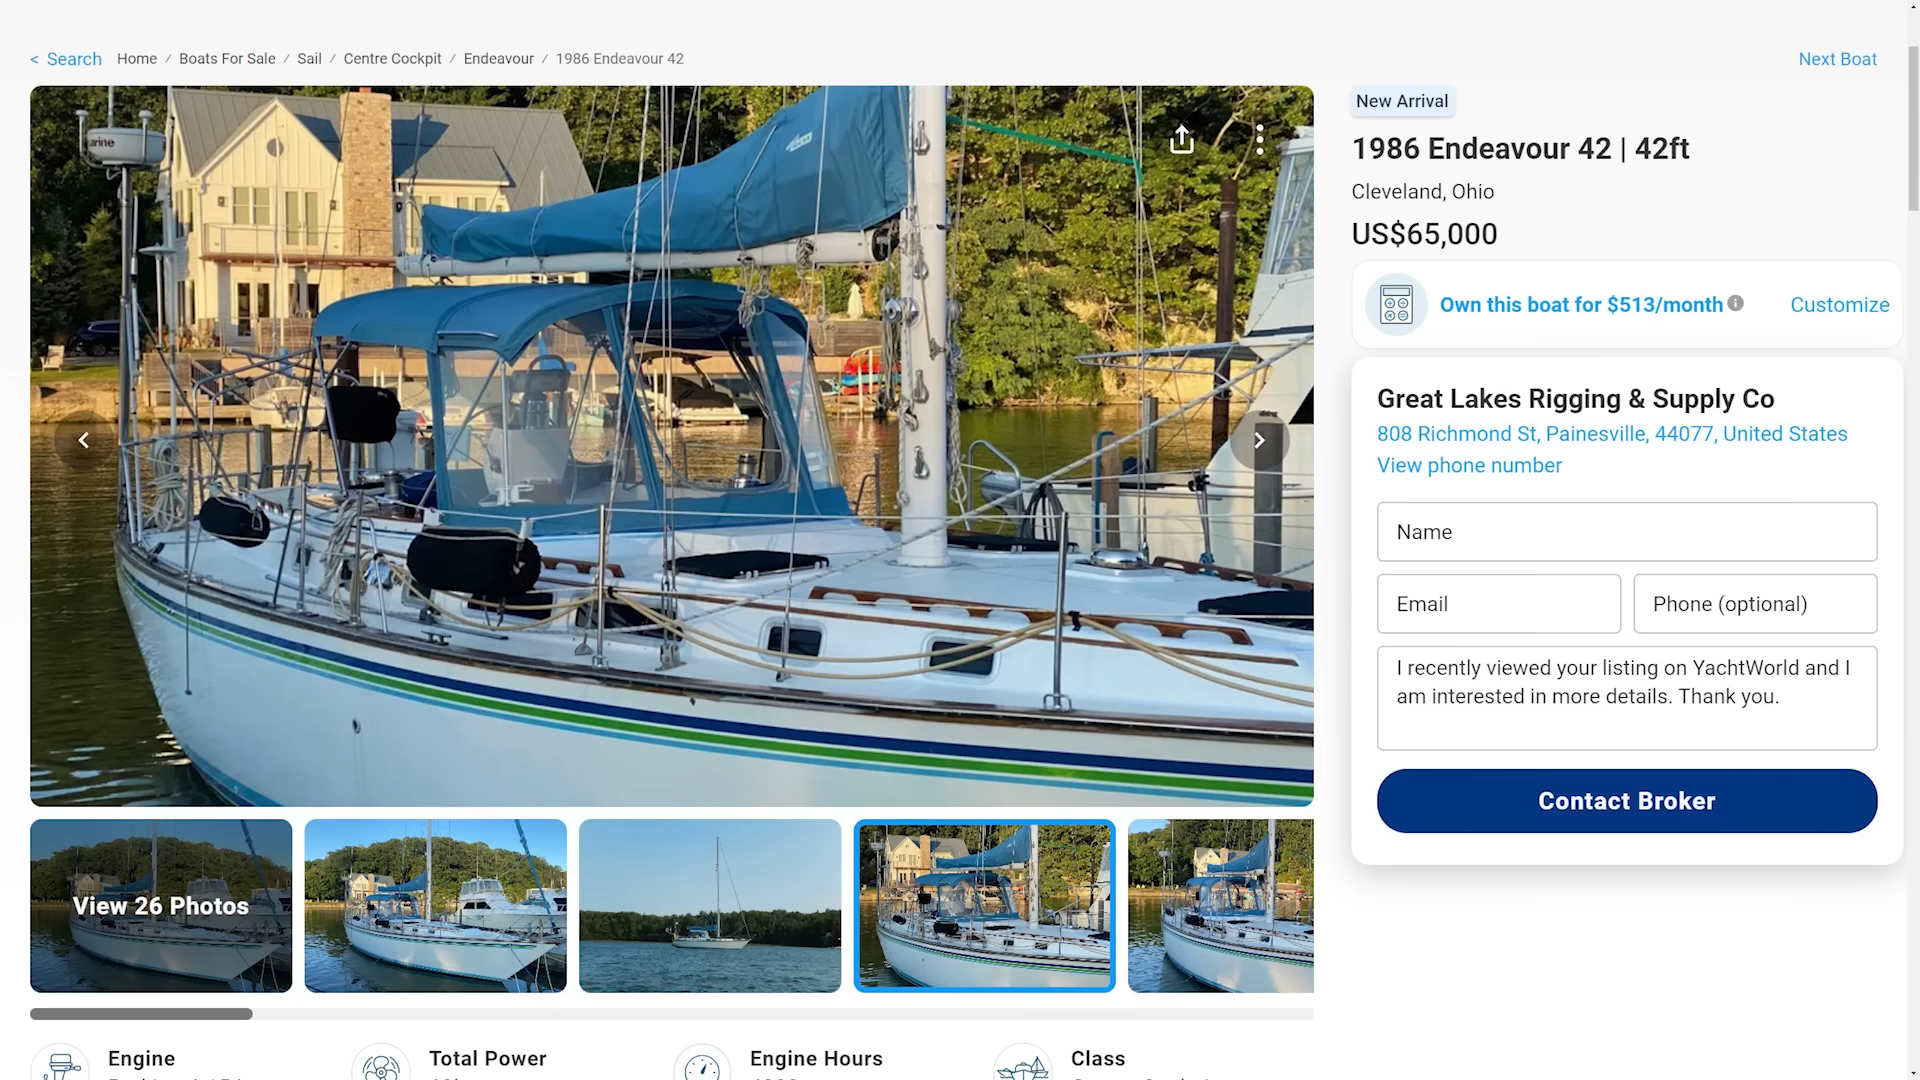 < Search Home / Boats For Sale / Sail / Centre Cockpit / Endeavour / 1986 Endeavour 42
Next Boat
New Arrival
1986 Endeavour 42 | 42ft
Cleveland, Ohio
US$65,000
Own this boat for $513/month
Customize
Great Lakes Rigging & Supply Co
808 Richmond St, Painesville, 44077, United States
View phone number
Name
Email
Phone (optional)
I recently viewed your listing on YachtWorld and I
am interested in more details. Thank you.
Contact Broker
View 26 Photos
Engine
Total Power
Engine Hours
Class